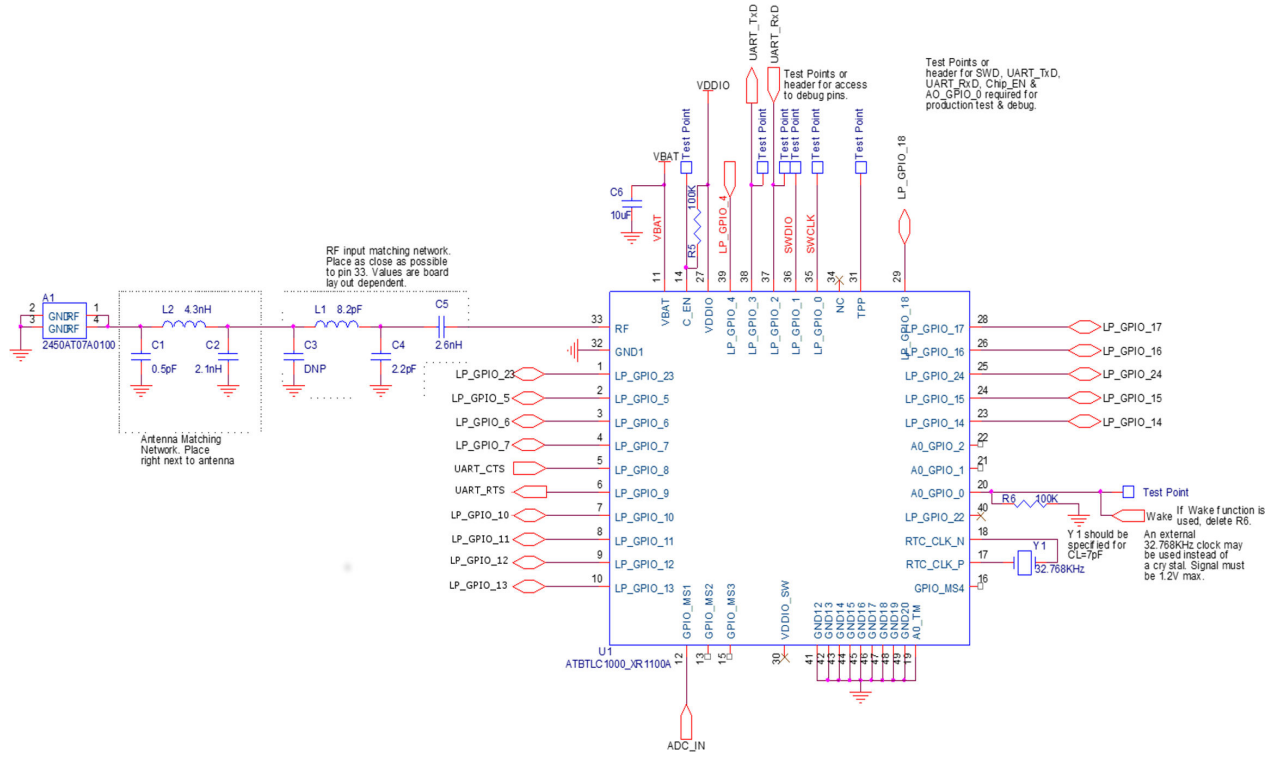 UART_TxD
UART_RxD
Test Points or
header for access
to debug pins.
Test Points or
header for SWD, UART_TxD,
UART_RxD, Chip_EN &
AO_GPIO_0 required for
production test & debug.
VDDIO
VBAT
Test Point
Test Point
Test Point
Test Point
Test Point
Test Point
LP_GPIO_18
C6
10uF
VBAT
R5
100K
LP_GPIO_4
SWDIO
SWCLK
11
14
27
39
38
37
36
35
34
31
29
VBAT
C_EN
VDDIO
LP_GPIO_4
LP_GPIO_3
LP_GPIO_2
LP_GPIO_1
LP_GPIO_0
NC
TPP
LP_GPIO_18
RF input matching network.
Place as close as possible
to pin 33. Values are board
lay out dependent.
A1
2
3
GND
RF
GND
RF
1
4
2450AT07A0100
L2 4.3nH
C1
0.5pF
C2
2.1nH
L1 8.2pF
C3
DNP
C4
2.2pF
C5
2.6nH
Antenna Matching
Network. Place
right next to antenna
33 RF
32 GND1
LP_GPIO_23 1 LP_GPIO_23
LP_GPIO_5 2 LP_GPIO_5
LP_GPIO_6 3 LP_GPIO_6
LP_GPIO_7 4 LP_GPIO_7
UART_CTS 5 LP_GPIO_8
UART_RTS 6 LP_GPIO_9
LP_GPIO_10 7 LP_GPIO_10
LP_GPIO_11 8 LP_GPIO_11
LP_GPIO_12 9 LP_GPIO_12
LP_GPIO_13 10 LP_GPIO_13
LP_GPIO_17 28 LP_GPIO_17
LP_GPIO_16 26 LP_GPIO_16
LP_GPIO_24 25 LP_GPIO_24
LP_GPIO_15 24 LP_GPIO_15
LP_GPIO_14 23 LP_GPIO_14
A0_GPIO_2 22
A0_GPIO_1 21
A0_GPIO_0 20
LP_GPIO_22 40
RTC_CLK_N 18
RTC_CLK_P 17
GPIO_MS4 16
R6 100K
Test Point
Wake
If Wake function is
used, delete R6.
Y1 should be
specified for
CL=7pF
Y1
32.768KHz
An external
32.768KHz clock may
be used instead of
a crystal. Signal must
be 1.2V max.
GPIO_MS1
GPIO_MS2
GPIO_MS3
VDDIO_SW
GND12
GND13
GND14
GND15
GND16
GND17
GND18
GND19
GND20
A0_TM
U1
ATBTLC1000_XR1100A
12
13
15
30
41
42
43
44
45
46
47
48
49
19
ADC_IN